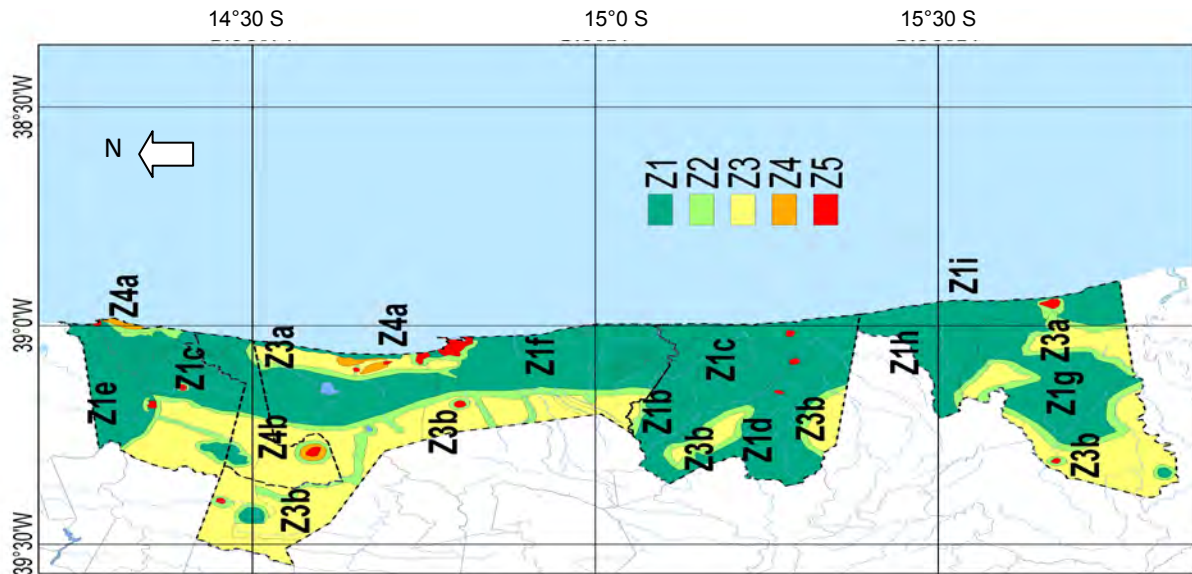 14°30 S
15°0 S
15°30 S
38°30'W
39°0'W
39°30'W
N
Z1
Z2
Z3
Z4
Z5
Z4a
Z1c
Z1e
Z3a
Z4a
Z4b
Z3b
Z3b
Z1f
Z1b
Z1c
Z3b
Z1d
Z3b
Z1h
Z1i
Z3a
Z1g
Z3b